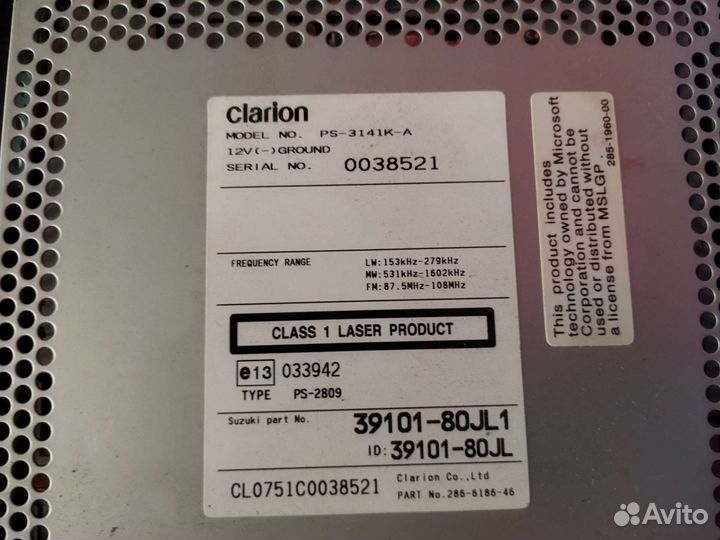 clarion
MODEL NO. PS-3141K-A
12V(-)GROUND
SERIAL NO. 0038521
FREQUENCY RANGE LW:153kHz-279kHz
MW:531kHz-1602kHz
FM:87.5MHz-108MHz
CLASS 1 LASER PRODUCT
e13 033942
TYPE PS-2809
Suzuki part No. 39101-80JL1
ID: 39101-80JL
CL0751C0038521 Clarion Co.,Ltd
PART No.286-6186-46
This product includes
technology owned by Microsoft
Corporation and cannot be
used or distributed without
a license from MSLGP.
285-1960-00
Avito